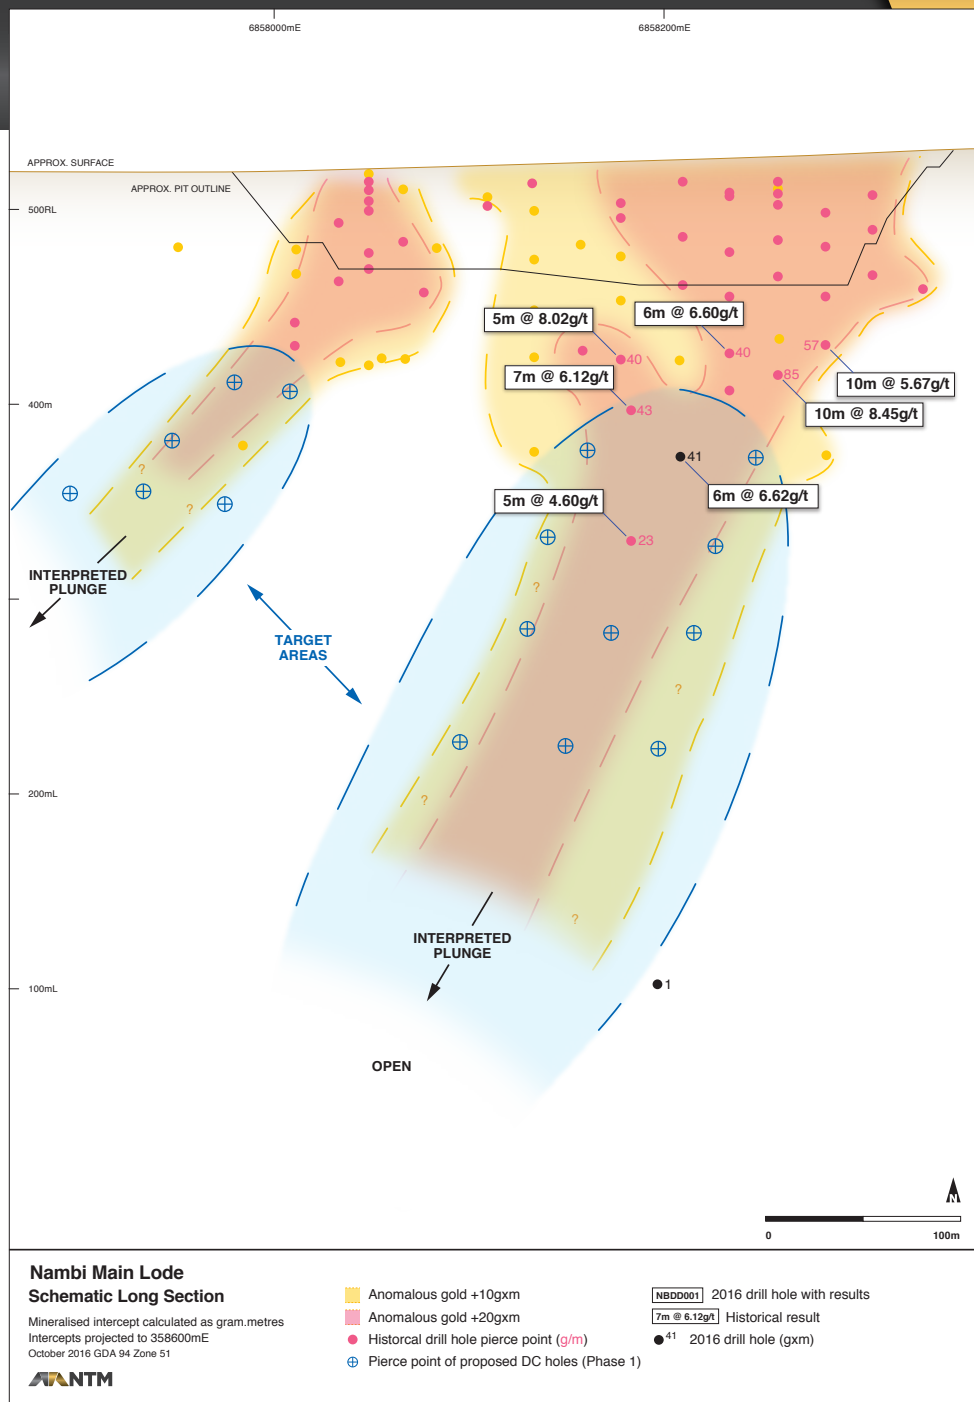 6858000mE
6858200mE
APPROX. SURFACE
APPROX. PIT OUTLINE
500RL
5m @ 8.02g/t
6m @ 6.60g/t
40
40
57
7m @ 6.12g/t
85
10m @ 5.67g/t
400m
43
10m @ 8.45g/t
41
?
6m @ 6.62g/t
5m @ 4.60g/t
?
23
INTERPRETED
PLUNGE
?
TARGET
AREAS
?
200mL
?
?
INTERPRETED
PLUNGE
100mL
1
OPEN
N
0
100m
Nambi Main Lode
Schematic Long Section
Mineralised intercept calculated as gram.metres
Intercepts projected to 358600mE
October 2016 GDA 94 Zone 51
NTM
Anomalous gold +10gxm
Anomalous gold +20gxm
Historcal drill hole pierce point (g/m)
Pierce point of proposed DC holes (Phase 1)
NBDD001 2016 drill hole with results
7m @ 6.12g/t Historical result
41 2016 drill hole (gxm)